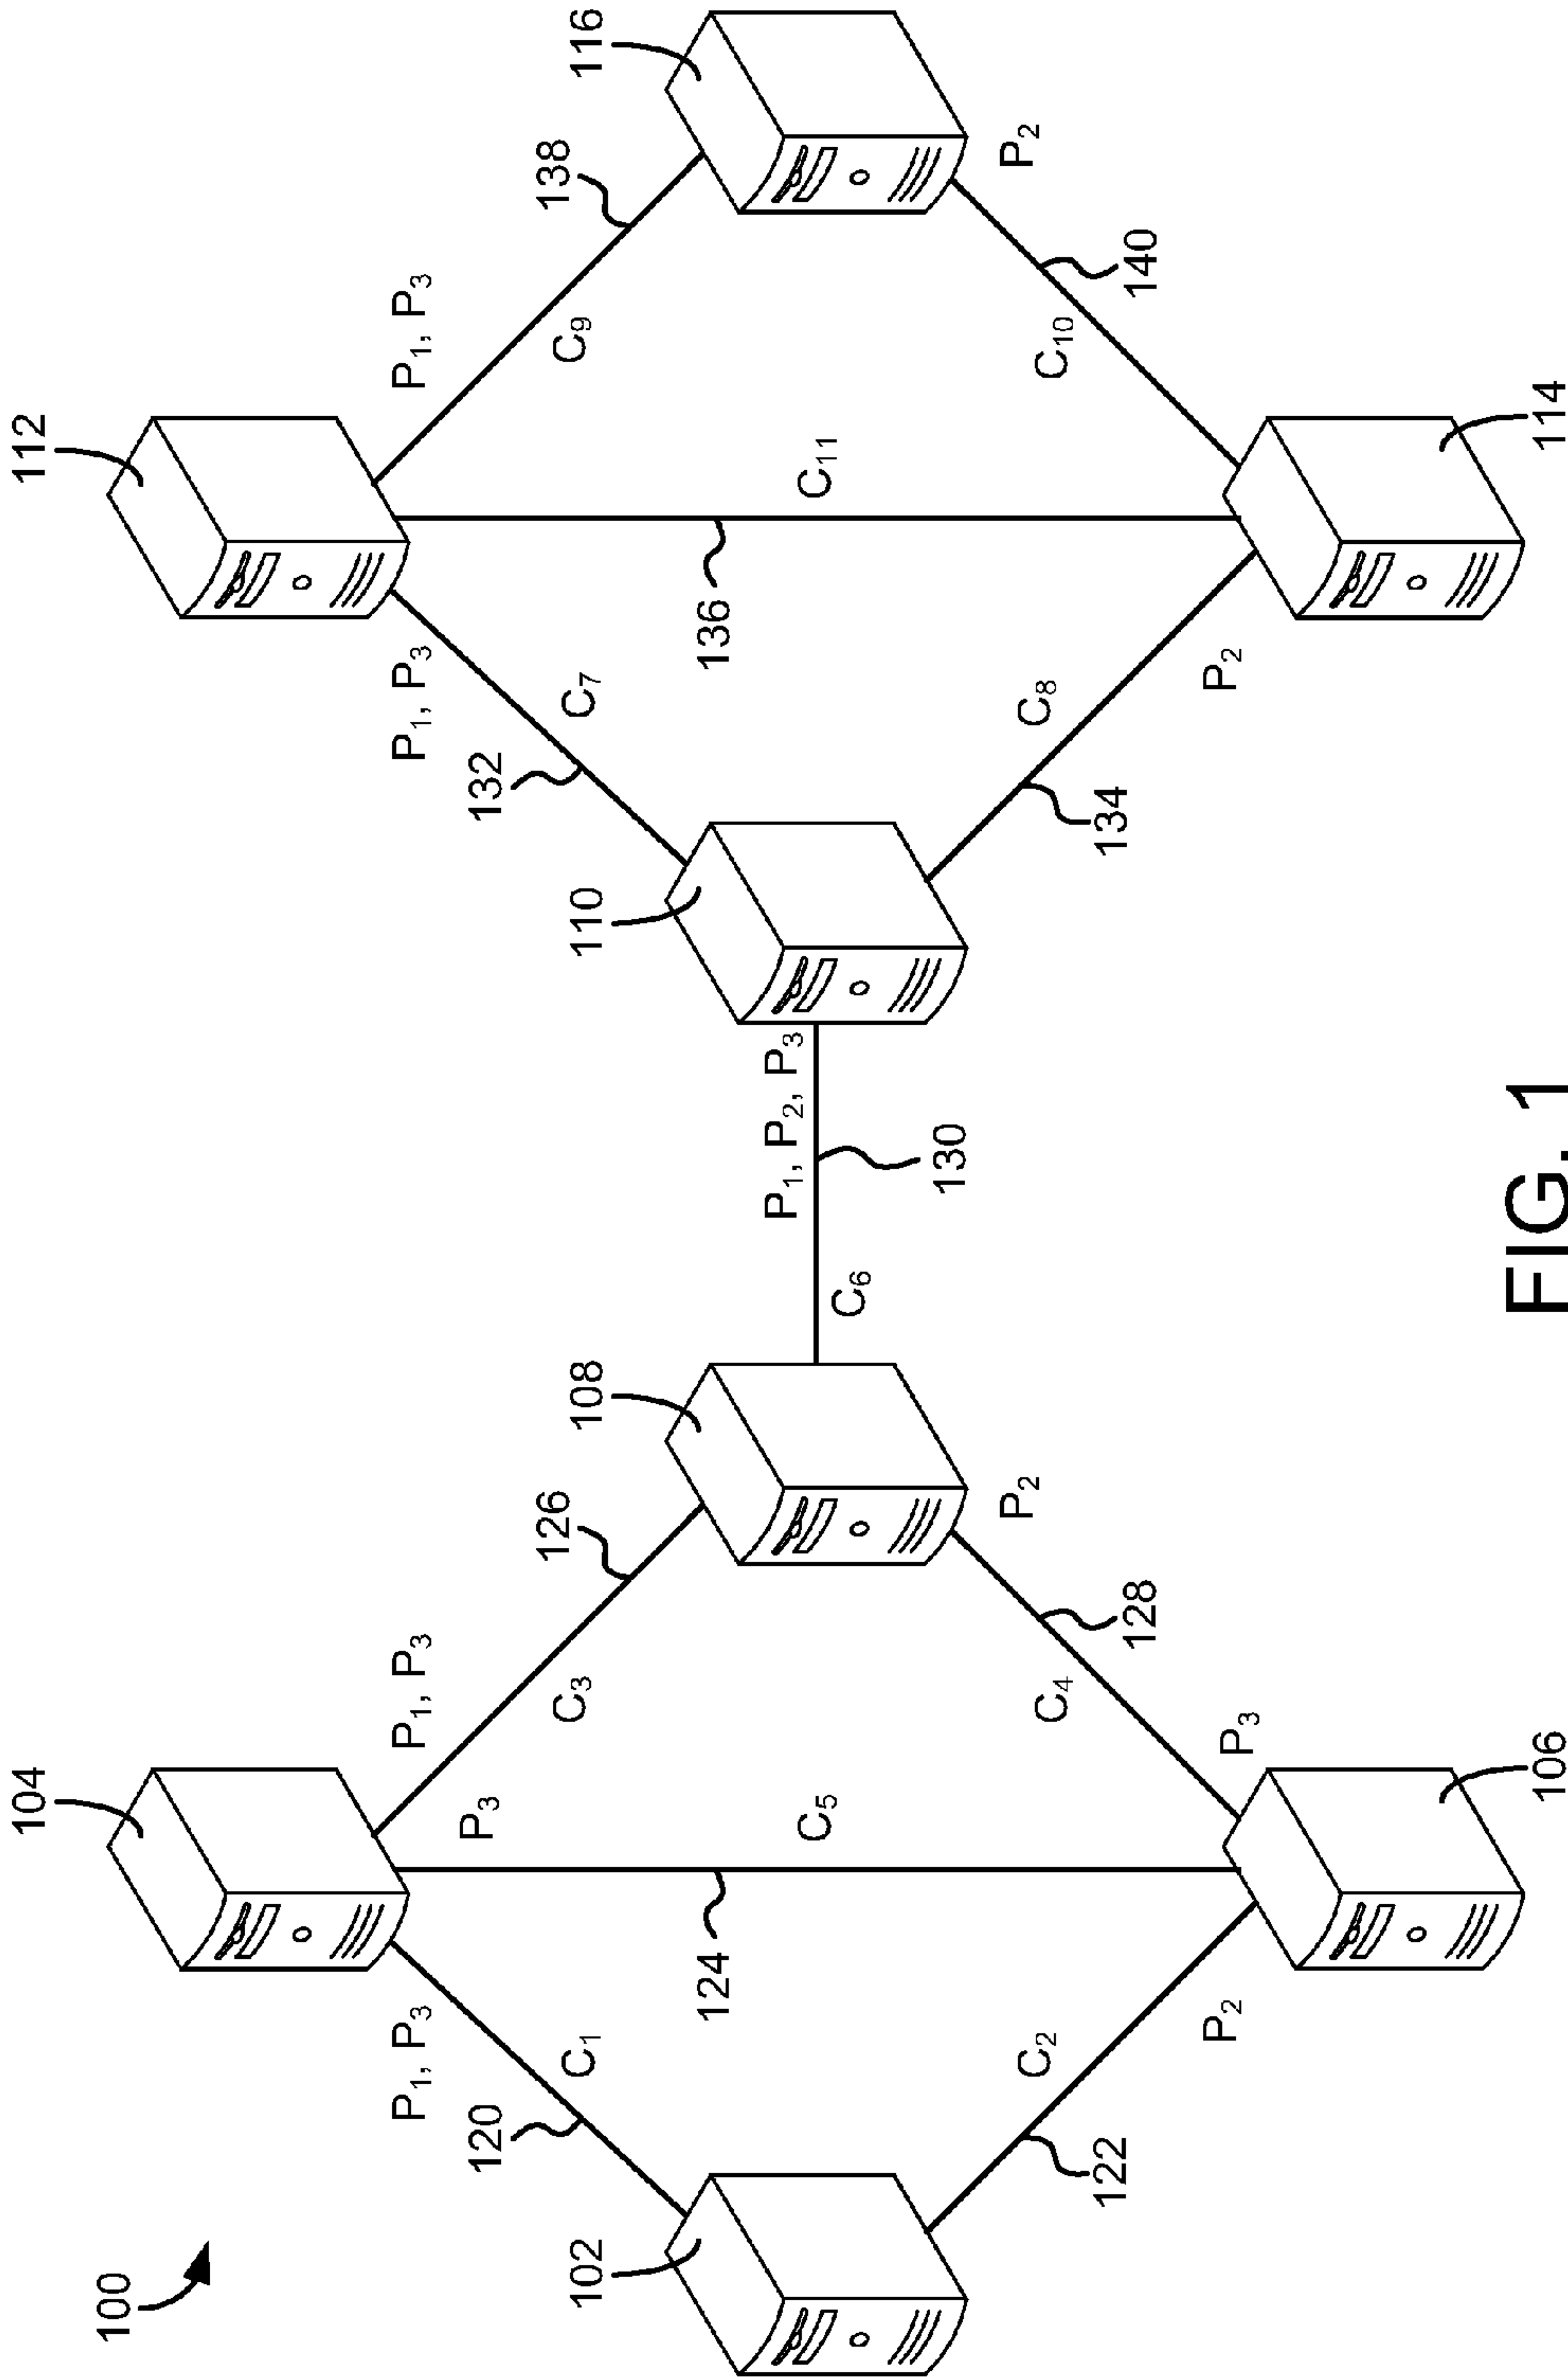 100
104
112
P₁, P₃
P₁, P₃
P₁, P₃
P₁, P₃
120
126
132
138
P₃
C₁
C₃
C₇
C₉
102
108
110
116
124
136
P₁, P₂, P₃
C₅
C₆
C₁₁
130
C₂
C₄
C₈
C₁₀
P₂
P₂
122
128
134
140
P₂
P₃
P₂
106
114
FIG. 1